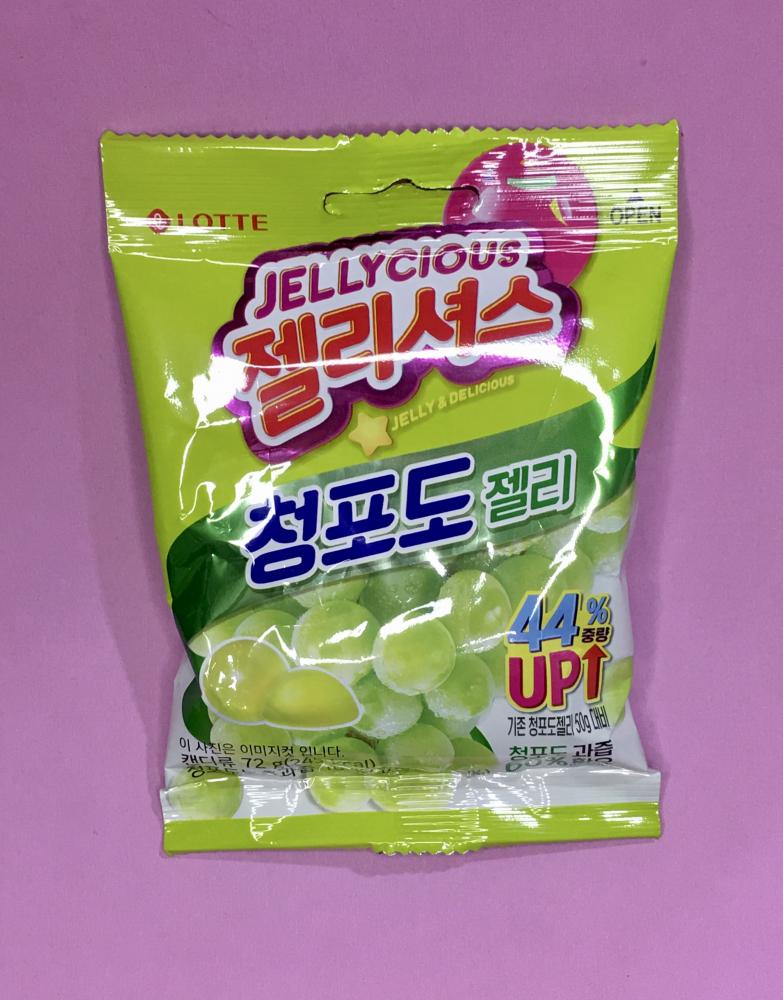 LOTTE
OPEN
JELLYCIOUS
젤리셔스
JELLY & DELICIOUS
청포도 젤리
44% 중량
UP↑
기존 청포도젤리 50g 대비
청포도 과즙
이 사진은 이미지컷 입니다.
캔디류 72 g